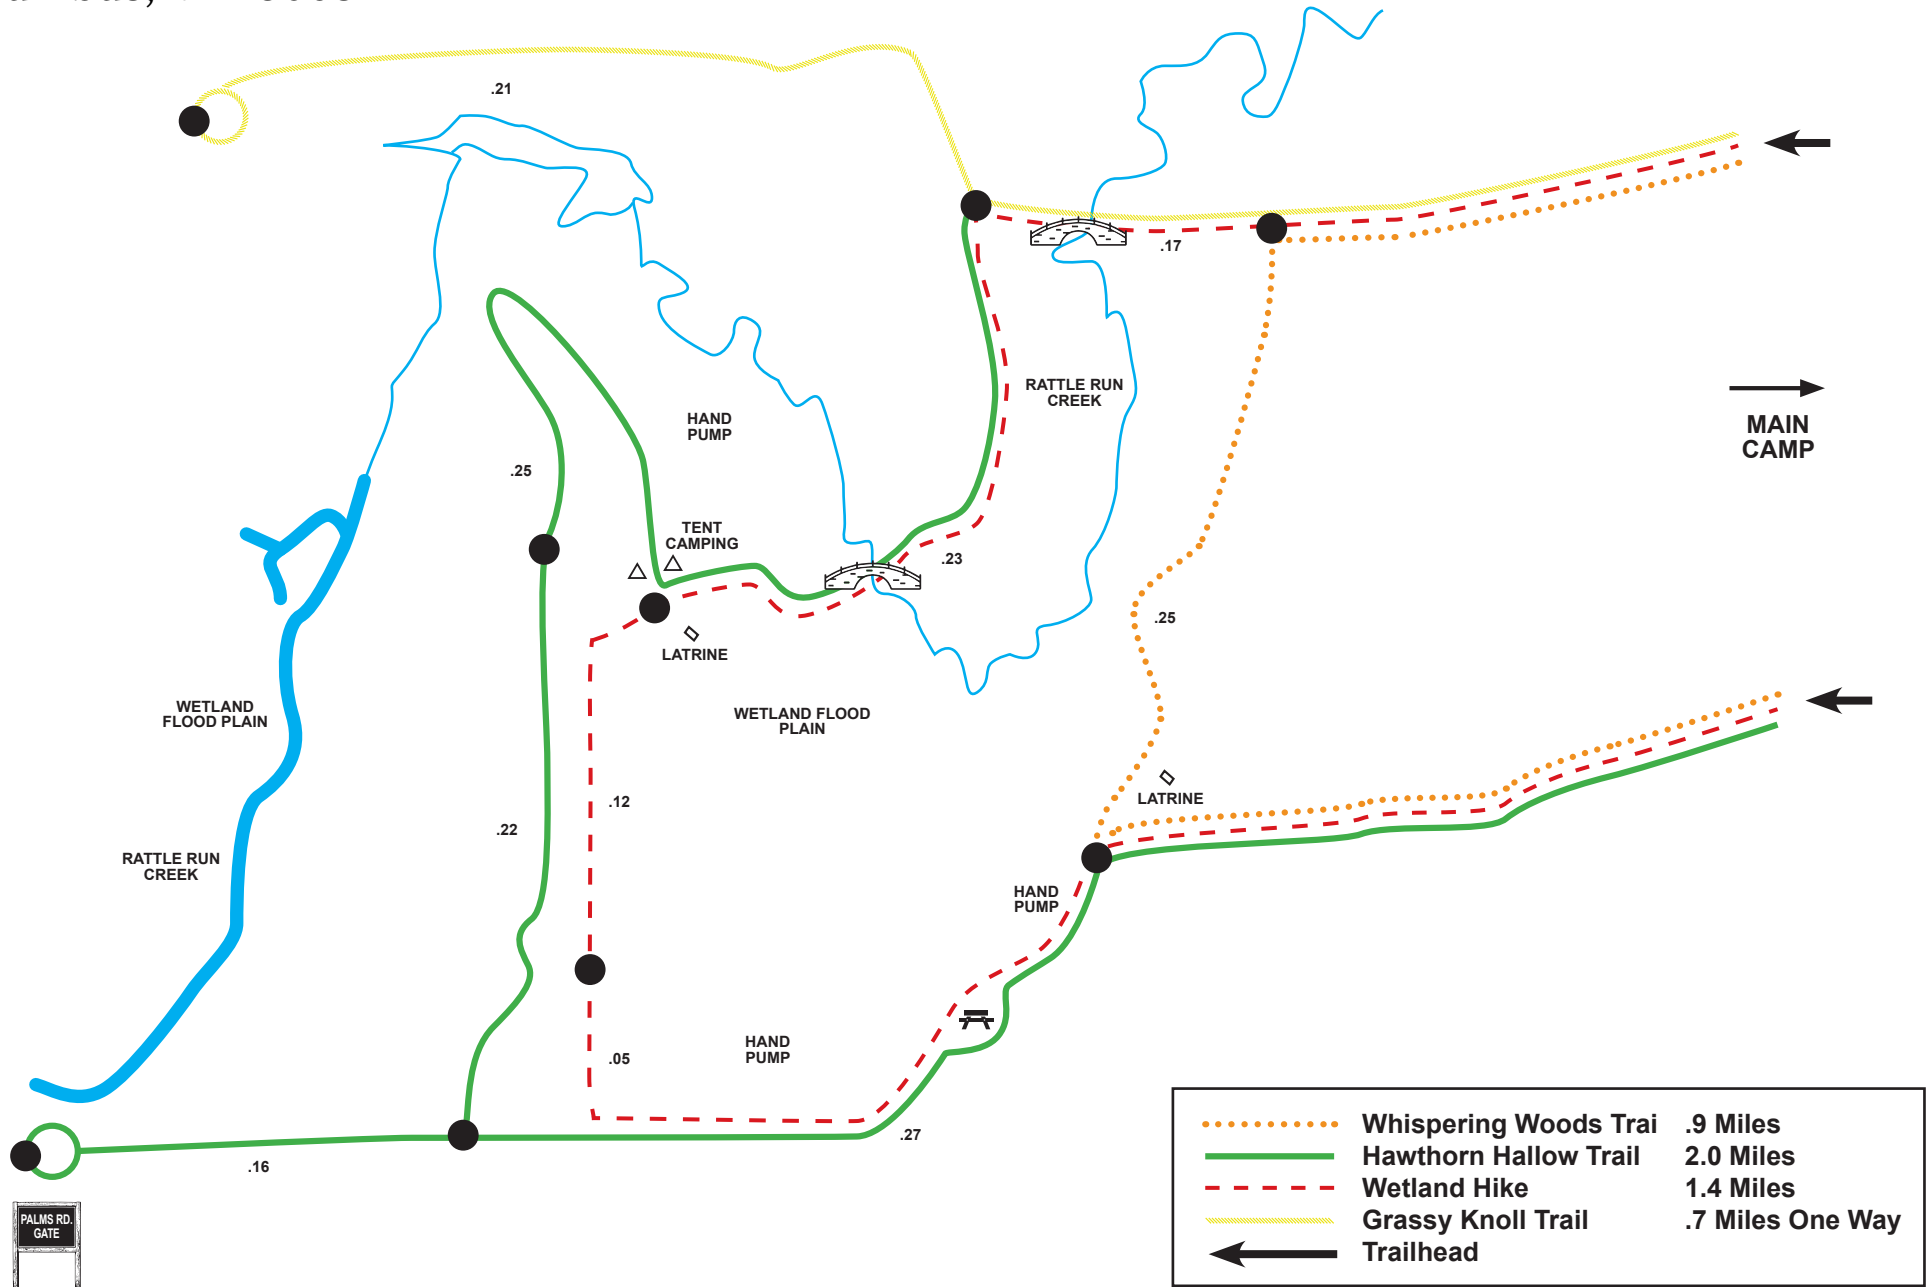 .21
.17
RATTLE RUN
CREEK
MAIN
CAMP
HAND
PUMP
.25
TENT
CAMPING
.23
.25
LATRINE
WETLAND
FLOOD PLAIN
WETLAND FLOOD
PLAIN
.12
LATRINE
.22
RATTLE RUN
CREEK
HAND
PUMP
HAND
PUMP
.05
.27
.16
PALMS RD.
GATE
Whispering Woods Trai .9 Miles
Hawthorn Hallow Trail 2.0 Miles
Wetland Hike 1.4 Miles
Grassy Knoll Trail .7 Miles One Way
Trailhead